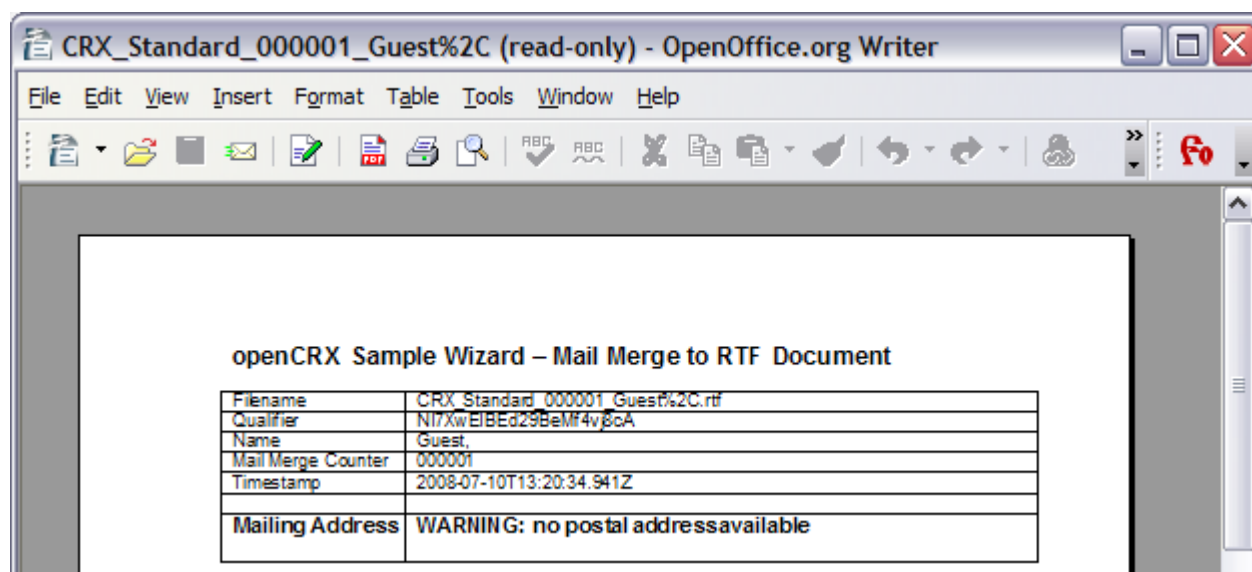 CRX_Standard_000001_Guest%2C (read-only) - OpenOffice.org Writer
File Edit View Insert Format Table Tools Window Help
openCRX Sample Wizard – Mail Merge to RTF Document
Filename CRX_Standard_000001_Guest%2C.rtf
Qualifier
Name Guest,
Mail Merge Counter 000001
Timestamp 2008-07-10T13:20:34.941Z
Mailing Address WARNING: no postal addressavailable